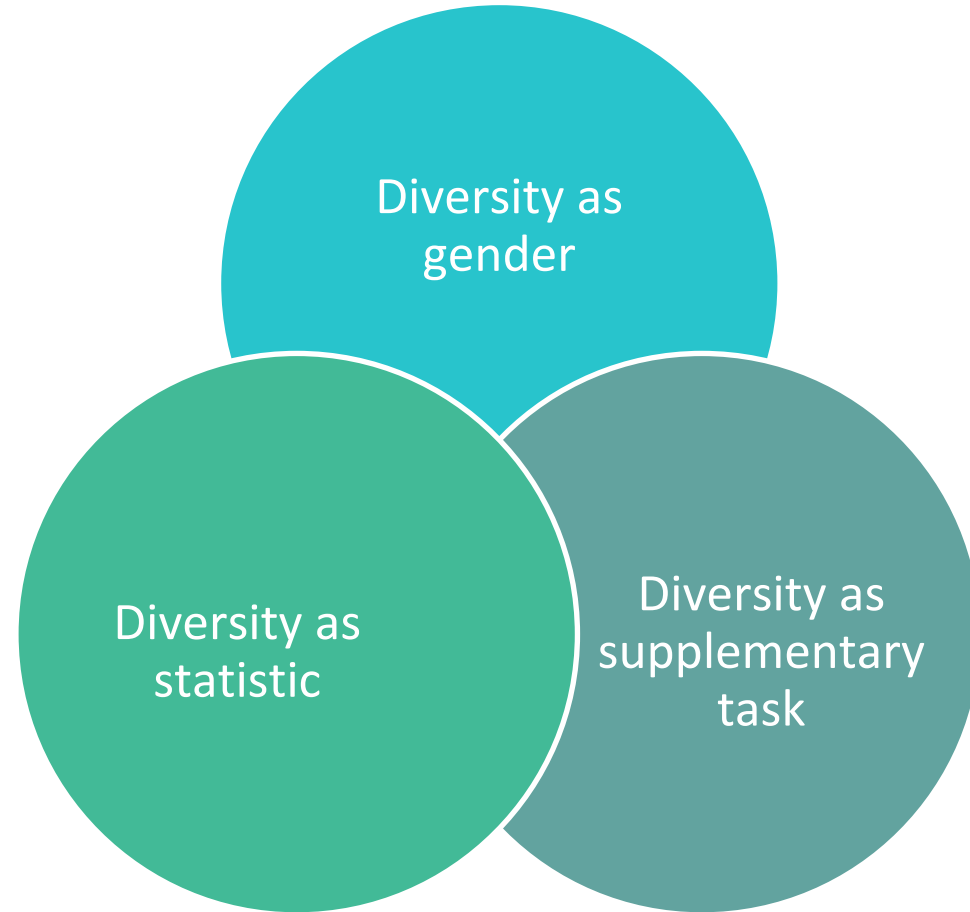 Diversity as
gender
Diversity as
statistic
Diversity as
supplementary
task